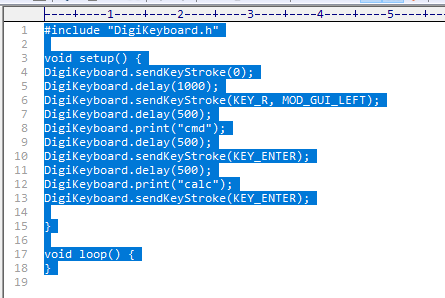 ----+----1----+----2----+----3----+----4----+----5----+-
1 #include "DigiKeyboard.h"
2
3 void setup() {
4 DigiKeyboard.sendKeyStroke(0);
5 DigiKeyboard.delay(1000);
6 DigiKeyboard.sendKeyStroke(KEY_R, MOD_GUI_LEFT);
7 DigiKeyboard.delay(500);
8 DigiKeyboard.print("cmd");
9 DigiKeyboard.delay(500);
10 DigiKeyboard.sendKeyStroke(KEY_ENTER);
11 DigiKeyboard.delay(500);
12 DigiKeyboard.print("calc");
13 DigiKeyboard.sendKeyStroke(KEY_ENTER);
14
15 }
16
17 void loop() {
18 }
19